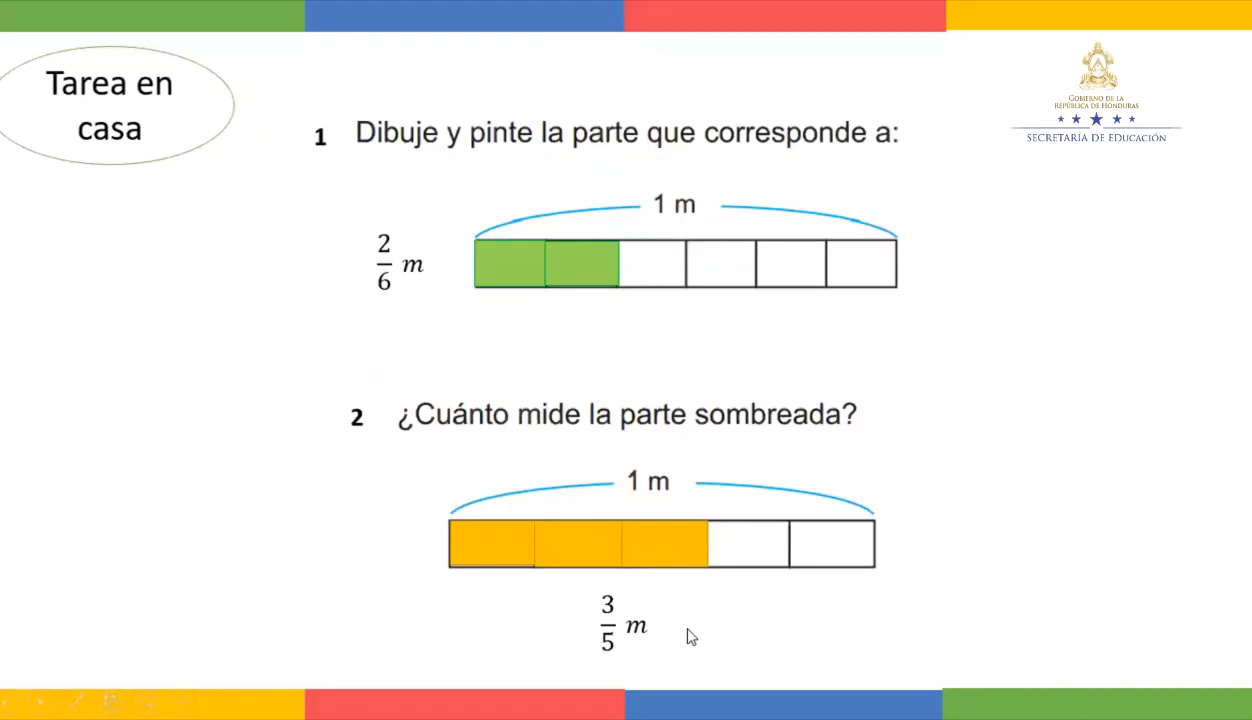 Tarea en
casa
GOBIERNO DE LA
REPÚBLICA DE HONDURAS
SECRETARÍA DE EDUCACIÓN
1 Dibuje y pinte la parte que corresponde a:
1 m
2/6 m
2 ¿Cuánto mide la parte sombreada?
1 m
3/5 m